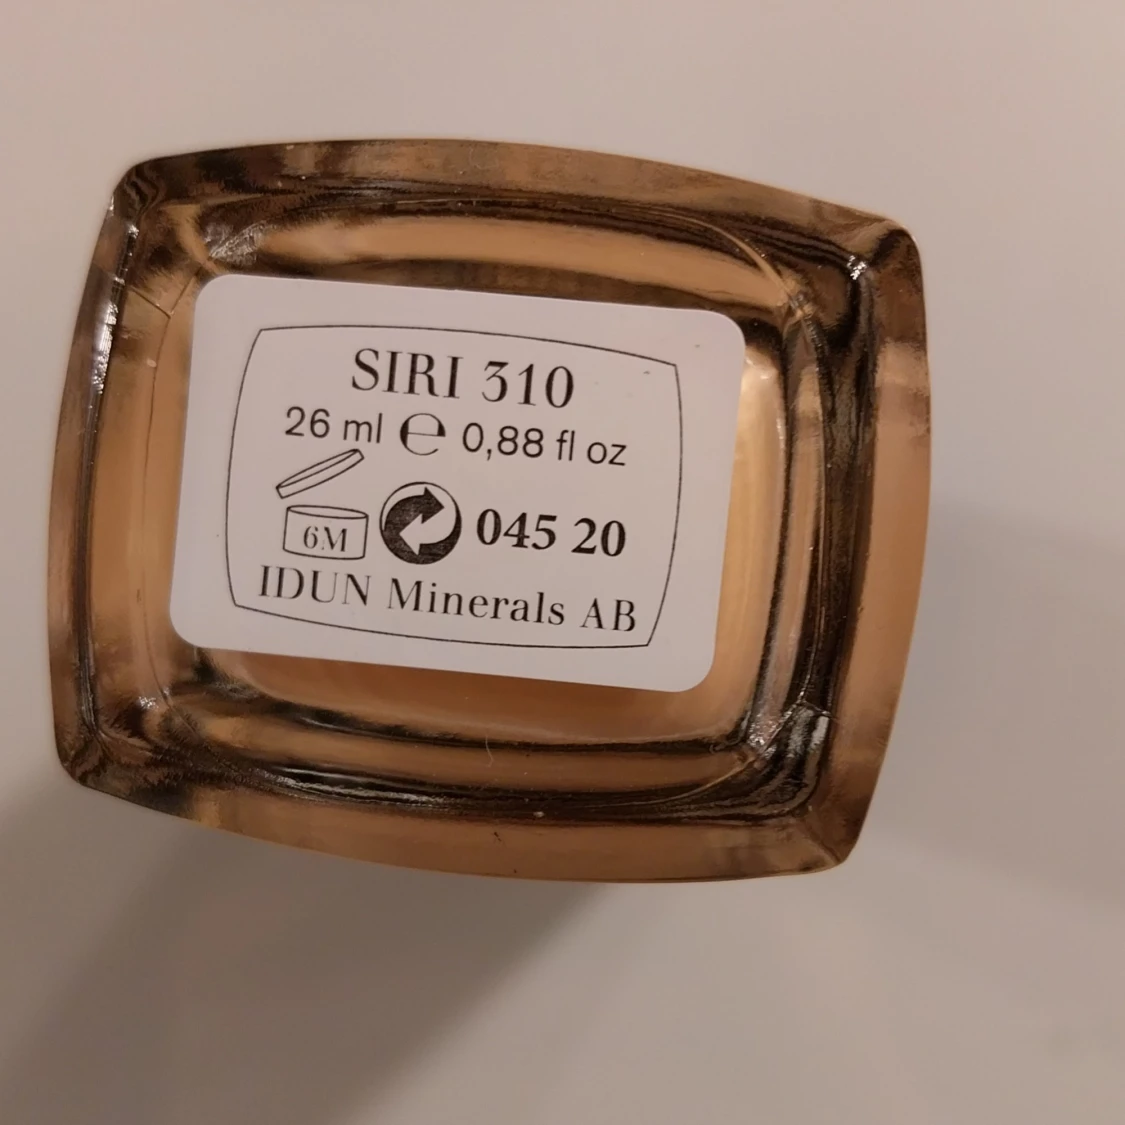 SIRI 310
26 ml ℮ 0,88 fl oz
6M 045 20
IDUN Minerals AB